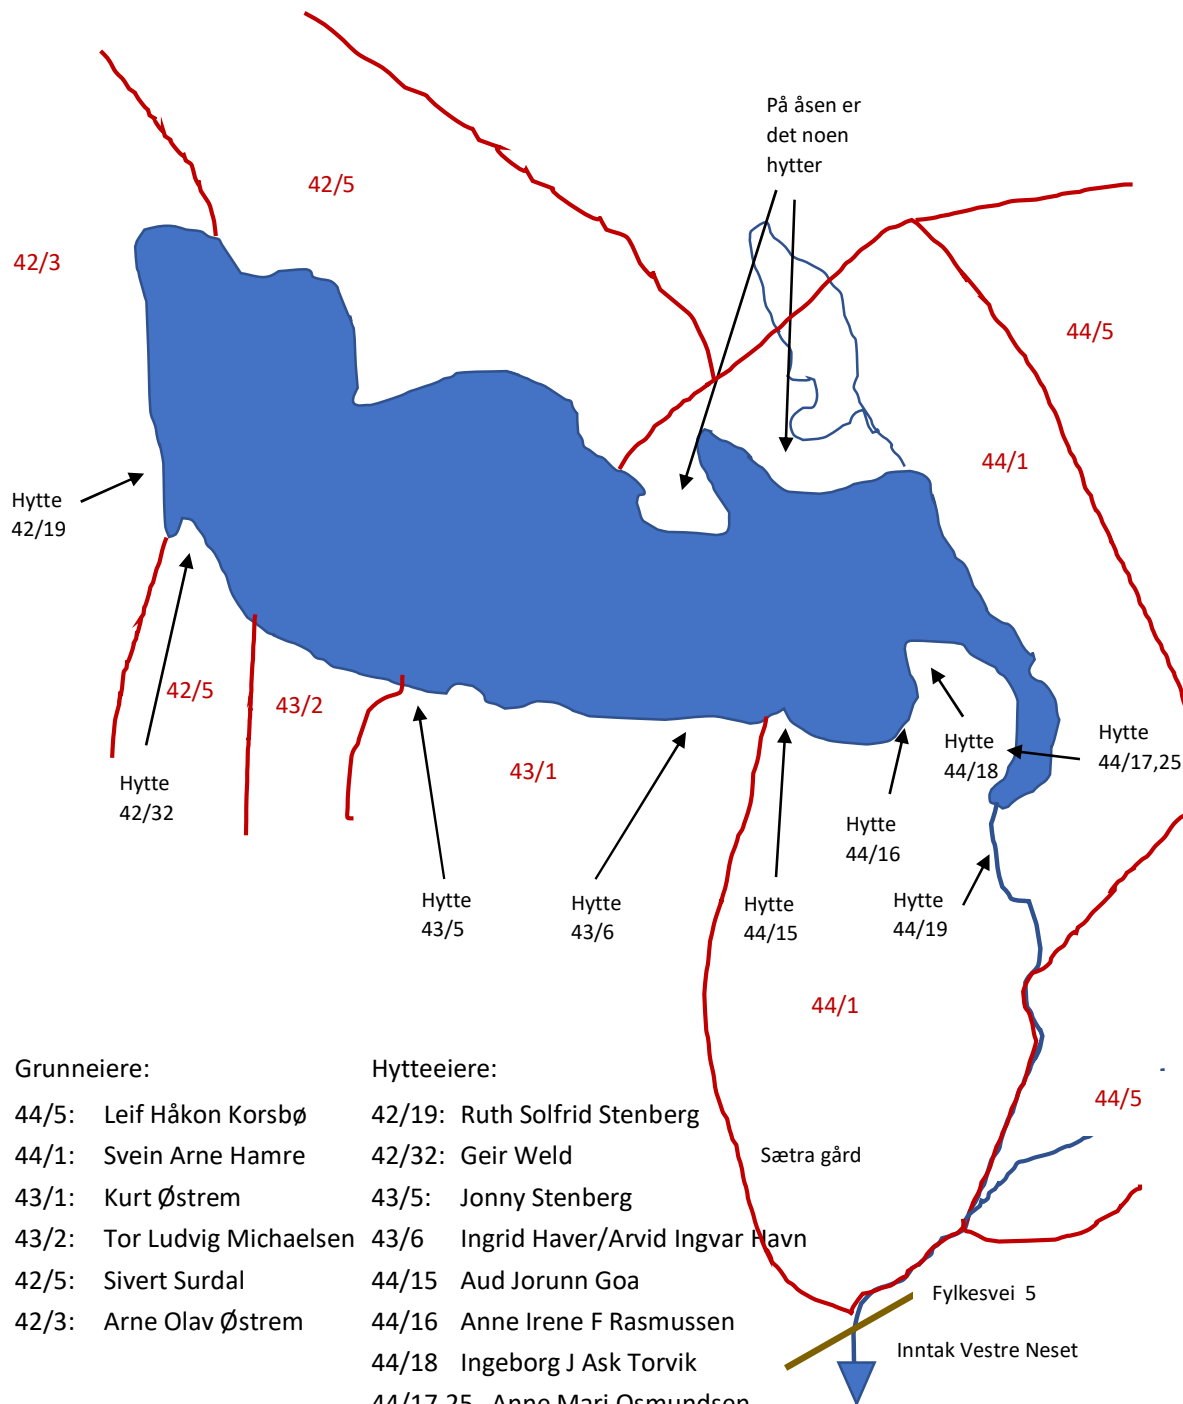 På åsen er
det noen
hytter
42/5
42/3
44/5
44/1
Hytte
42/19
42/5
43/2
43/1
Hytte
42/32
Hytte
44/18
Hytte
44/17,25
Hytte
44/16
Hytte
43/5
Hytte
43/6
Hytte
44/15
Hytte
44/19
44/1
44/5
Sætra gård
Grunneiere:
44/5: Leif Håkon Korsbø
44/1: Svein Arne Hamre
43/1: Kurt Østrem
43/2: Tor Ludvig Michaelsen
42/5: Sivert Surdal
42/3: Arne Olav Østrem
Hytteeiere:
42/19: Ruth Solfrid Stenberg
42/32: Geir Weld
43/5: Jonny Stenberg
43/6 Ingrid Haver/Arvid Ingvar Havn
44/15 Aud Jorunn Goa
44/16 Anne Irene F Rasmussen
44/18 Ingeborg J Ask Torvik
44/17,25 Anne Mari Osmundsen
Fylkesvei 5
Inntak Vestre Neset